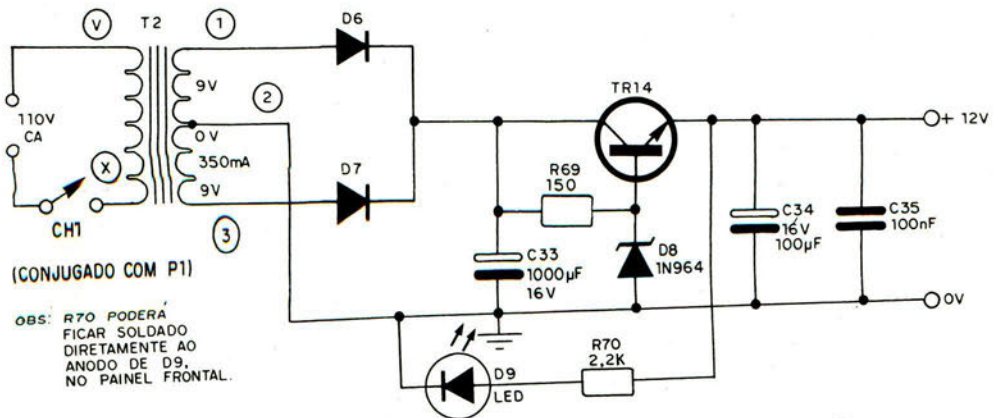 V
T2
1
D6
9V
2
110V
CA
0V
350mA
X
9V
CH1
3
(CONJUGADO COM P1)
OBS: R70 PODERÁ
FICAR SOLDADO
DIRETAMENTE AO
ANODO DE D9,
NO PAINEL FRONTAL.
D7
TR14
R69
150
C33
1000µF
16V
D8
1N964
C34
16V
100µF
C35
100nF
+ 12V
0V
D9
LED
R70
2,2K